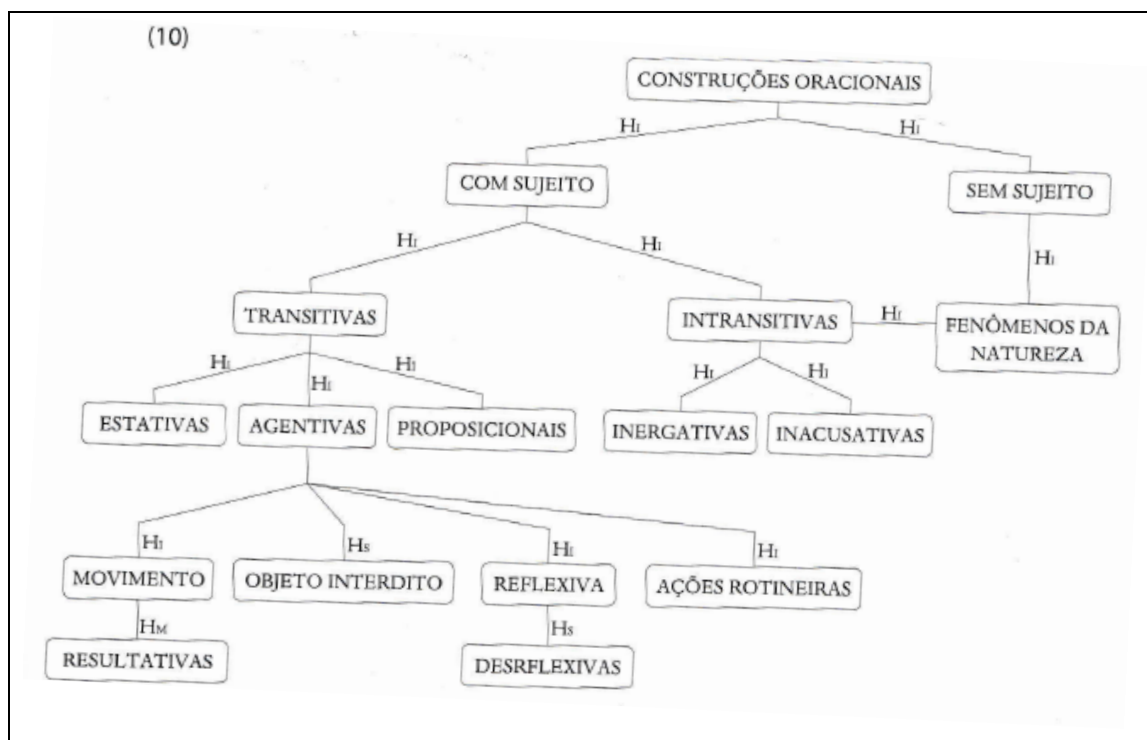 (10)
CONSTRUÇÕES ORACIONAIS
HI
HI
COM SUJEITO
SEM SUJEITO
HI
HI
HI
TRANSITIVAS
INTRANSITIVAS
HI
FENÔMENOS DA
NATUREZA
HI
HI
HI
HI
HI
ESTATIVAS
AGENTIVAS
PROPOSICIONAIS
INERGATIVAS
INACUSATIVAS
HI
HS
HI
HI
MOVIMENTO
OBJETO INTERDITO
REFLEXIVA
AÇÕES ROTINEIRAS
HM
HS
RESULTATIVAS
DESRFLEXIVAS